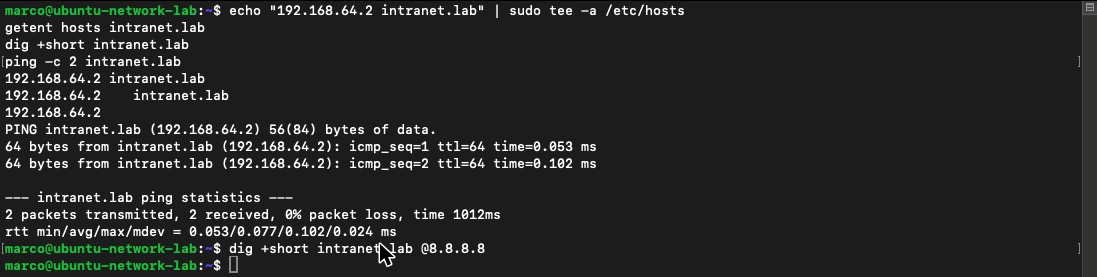 marco@ubuntu-network-lab:~$ echo "192.168.64.2 intranet.lab" | sudo tee -a /etc/hosts
getent hosts intranet.lab
dig +short intranet.lab
[ping -c 2 intranet.lab ]
192.168.64.2 intranet.lab
192.168.64.2    intranet.lab
192.168.64.2
PING intranet.lab (192.168.64.2) 56(84) bytes of data.
64 bytes from intranet.lab (192.168.64.2): icmp_seq=1 ttl=64 time=0.053 ms
64 bytes from intranet.lab (192.168.64.2): icmp_seq=2 ttl=64 time=0.102 ms
--- intranet.lab ping statistics ---
2 packets transmitted, 2 received, 0% packet loss, time 1012ms
rtt min/avg/max/mdev = 0.053/0.077/0.102/0.024 ms
[marco@ubuntu-network-lab:~$ dig +short intranet.lab @8.8.8.8 ]
marco@ubuntu-network-lab:~$